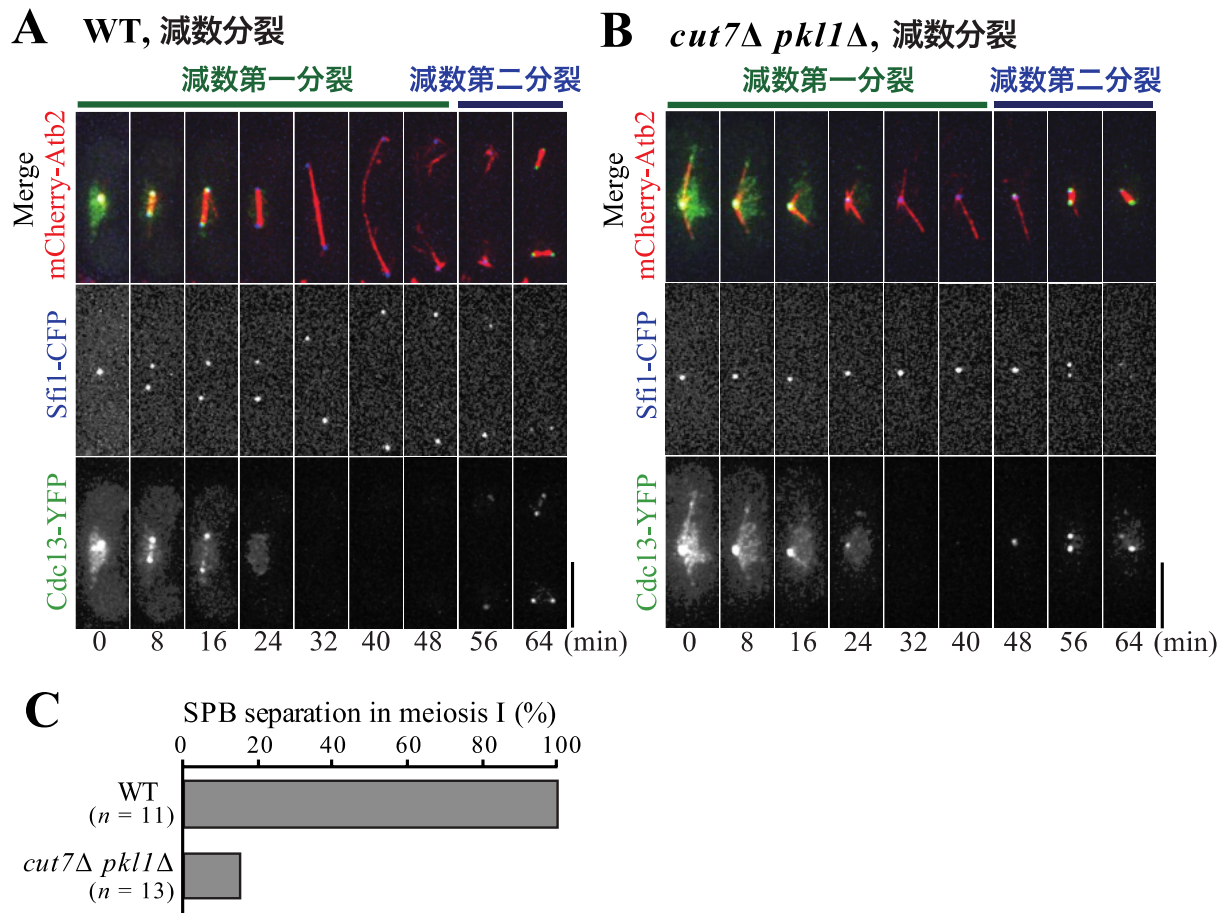 A WT, 減数分裂
減数第一分裂 減数第二分裂
Merge
mCherry-Atb2
Sfi1-CFP
Cdc13-YFP
0 8 16 24 32 40 48 56 64 (min)
B cut7Δ pkl1Δ, 減数分裂
減数第一分裂 減数第二分裂
Merge
mCherry-Atb2
Sfi1-CFP
Cdc13-YFP
0 8 16 24 32 40 48 56 64 (min)
C
SPB separation in meiosis I (%)
0 20 40 60 80 100
WT
(n = 11)
cut7Δ pkl1Δ
(n = 13)